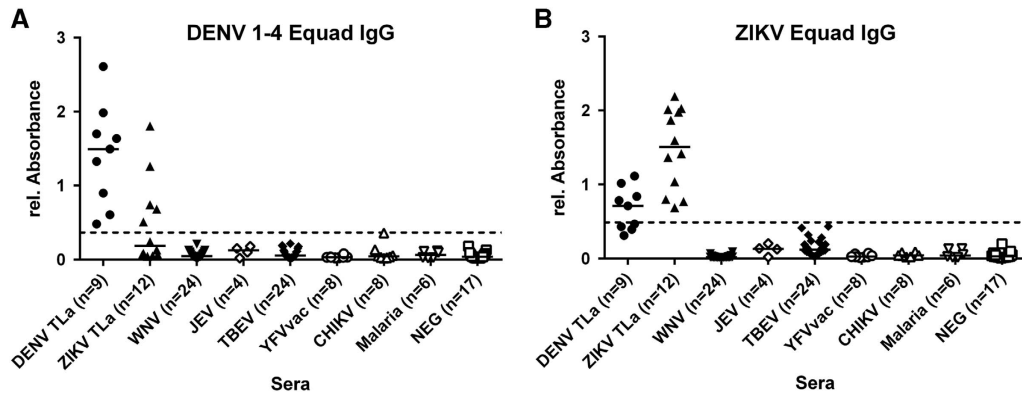 A
DENV 1-4 Equad IgG
rel. Absorbance
3
2
1
0
DENV TLa (n=9)
ZIKV TLa (n=12)
WNV (n=24)
JEV (n=4)
TBEV (n=24)
YFVvac (n=8)
CHIKV (n=8)
Malaria (n=6)
NEG (n=17)
Sera
B
ZIKV Equad IgG
rel. Absorbance
3
2
1
0
DENV TLa (n=9)
ZIKV TLa (n=12)
WNV (n=24)
JEV (n=4)
TBEV (n=24)
YFVvac (n=8)
CHIKV (n=8)
Malaria (n=6)
NEG (n=17)
Sera